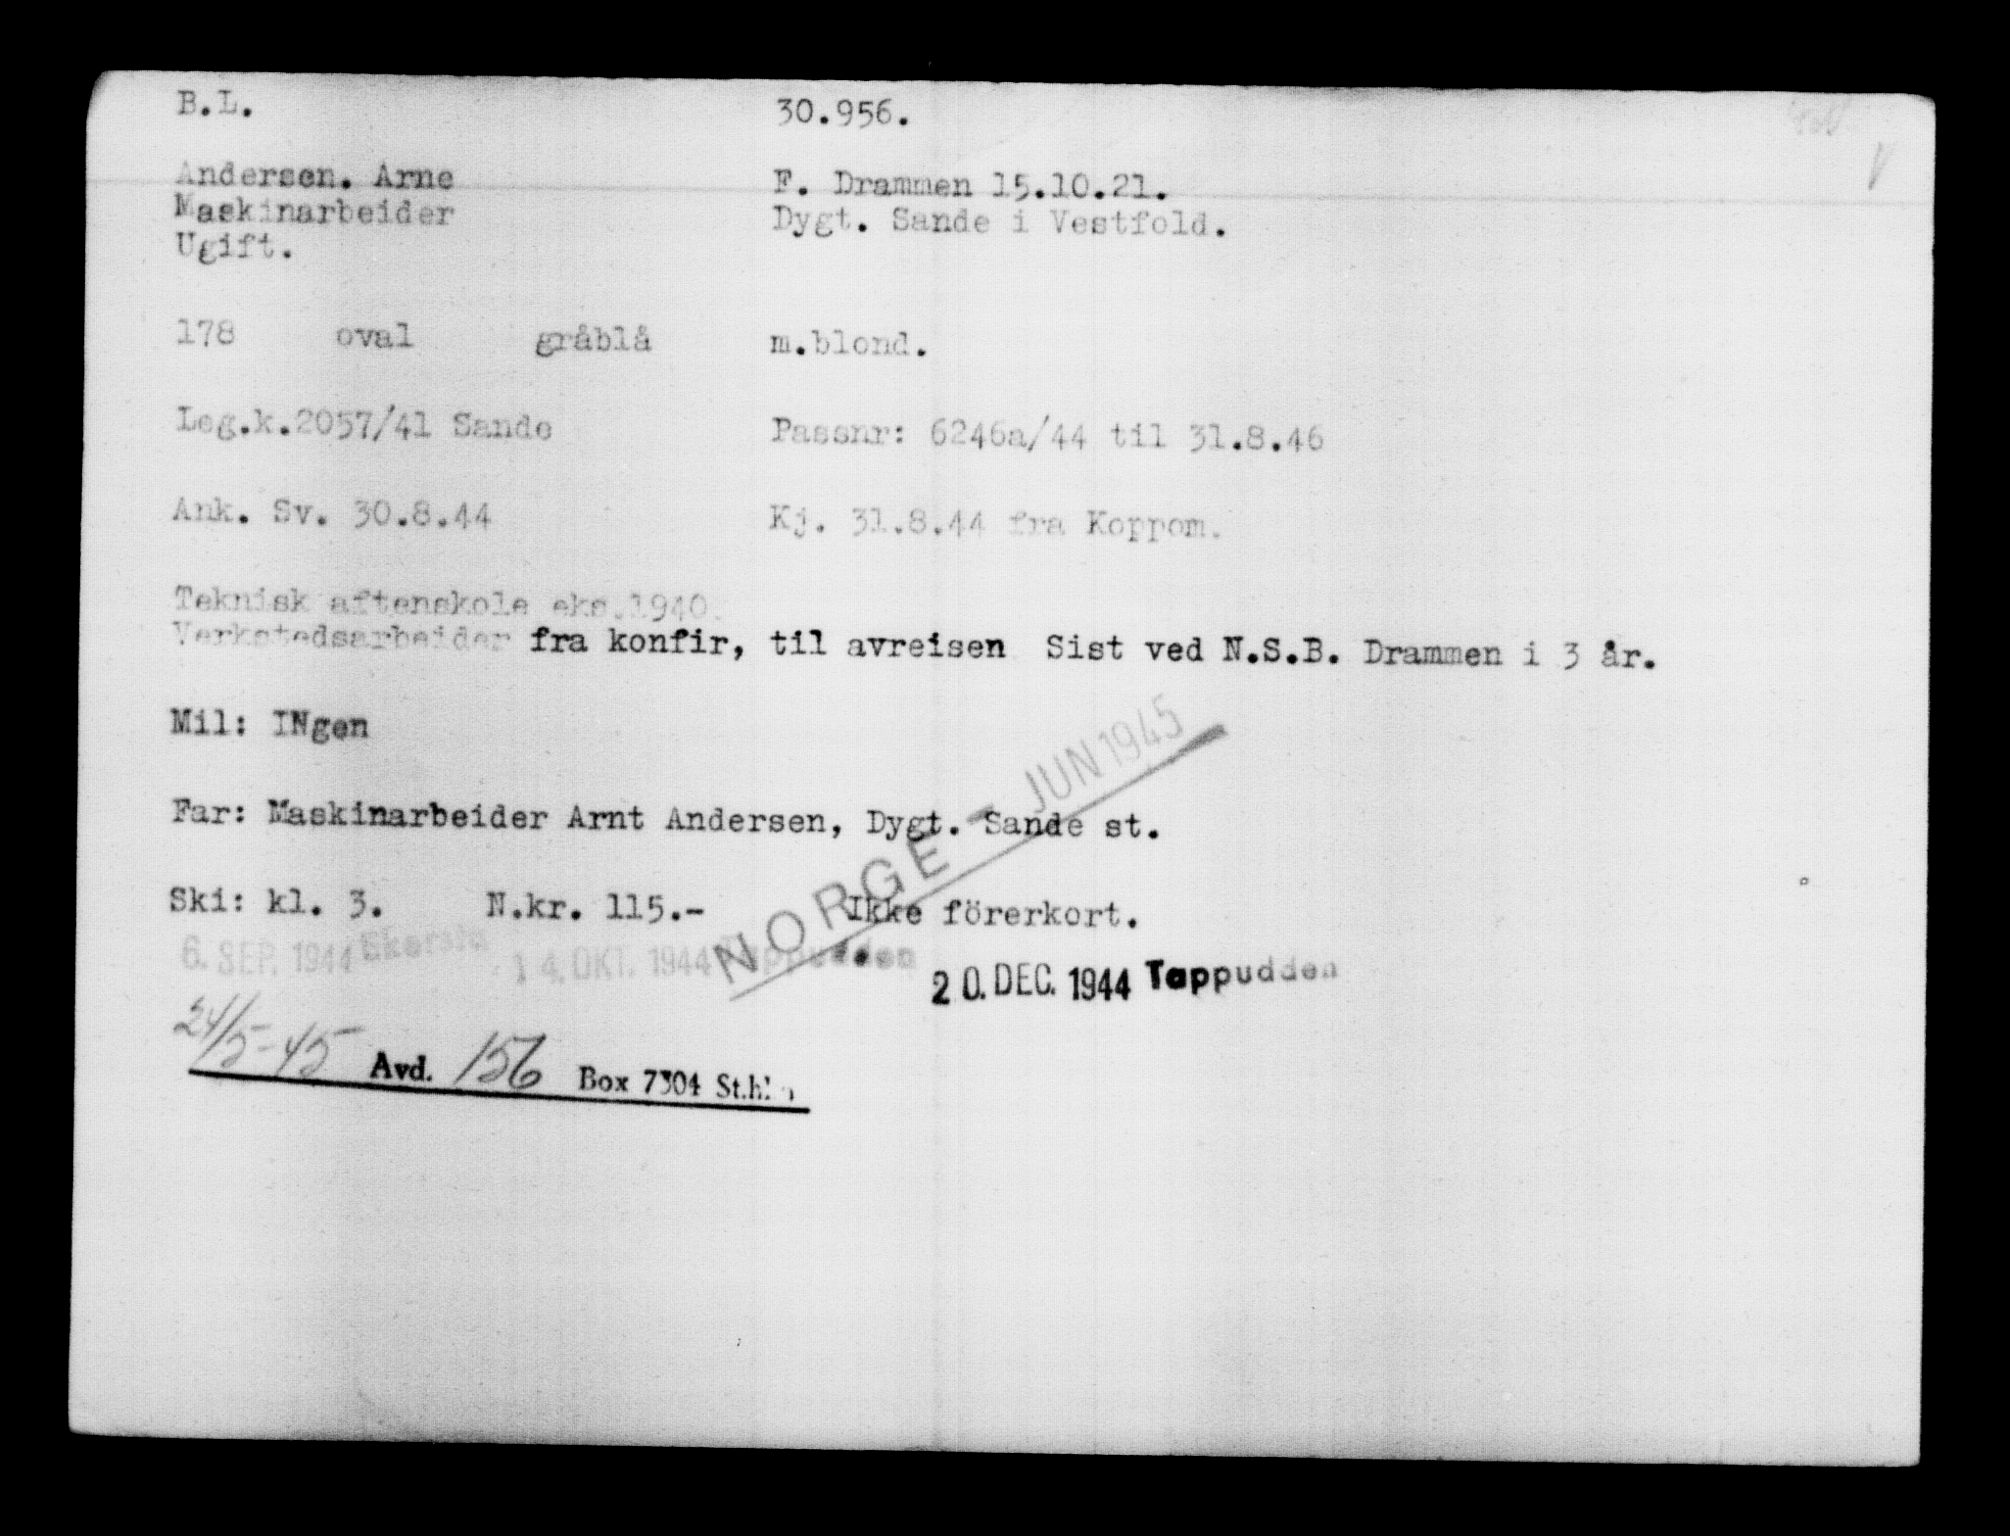 B.L. 30.956.
Andersen. Arne F. Drammen 15.10.21.
Maskinarbeider Dygt. Sande i Vestfold.
Ugift.
178 oval gråblå m.blond.
Leg.k.2057/41 Sande Passnr: 6246a/44 til 31.8.46
Ank. Sv. 30.8.44 Kj. 31.8.44 fra Koppom.
Teknisk aftenskole eks.1940.
Verkstedsarbeider fra konfir, til avreisen Sist ved N.S.B. Drammen i 3 år.
Mil: INgen
Far: Maskinarbeider Arnt Andersen, Dygt. Sande st.
Ski: kl. 3. N.kr. 115.- Ikke förerkort.
NORGE - JUN 1945
6. SEP. 1944 14. OKT. 1944 Tappudden
20. DEC. 1944 Tappudden
24/5-45 Avd. 156 Box 7304